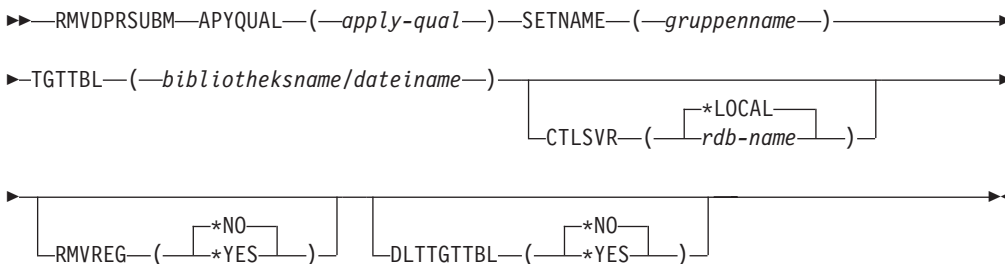 RMVDPRSUBM APYQUAL ( apply-qual ) SETNAME ( gruppenname )
TGTTBL ( bibliotheksname/dateiname )
*LOCAL
CTLSVR ( rdb-name )
*NO *NO
RMVREG ( *YES ) DLTTGTTBL ( *YES )